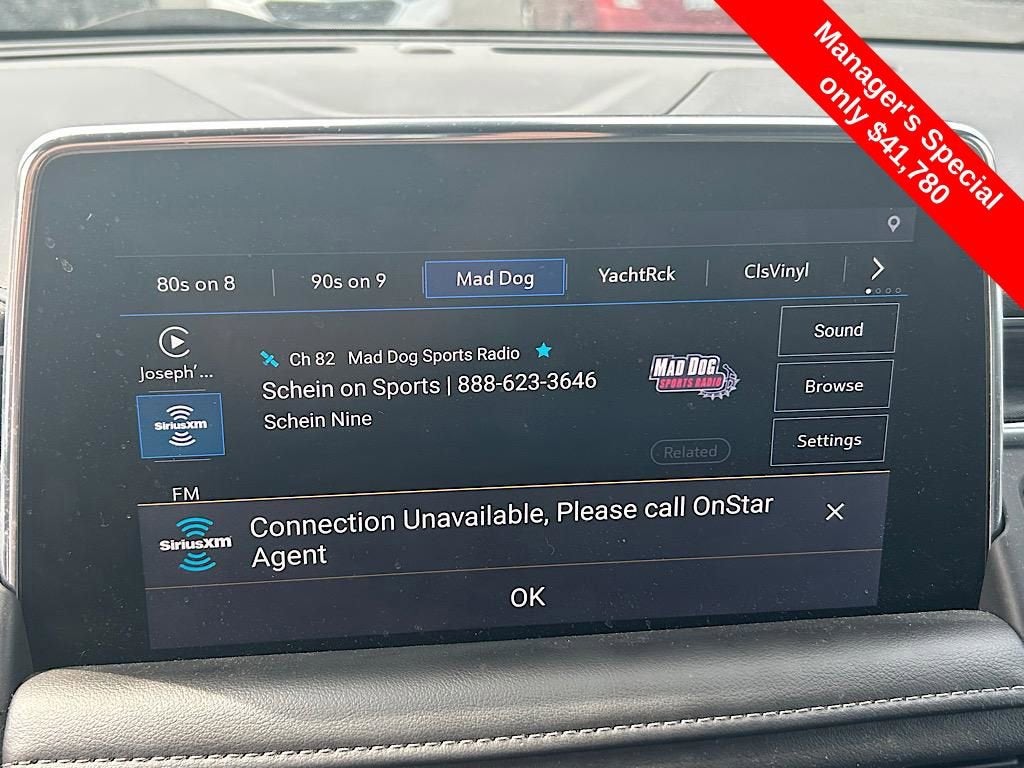 Manager's Special
only $41,780
80s on 8
90s on 9
Mad Dog
YachtRck
ClsVinyl
Joseph'...
Ch 82 Mad Dog Sports Radio
Schein on Sports | 888-623-3646
Schein Nine
MAD DOG
SPORTS RADIO
Sound
Browse
Settings
Related
SiriusXM
FM
SiriusXM
Connection Unavailable, Please call OnStar
Agent
OK